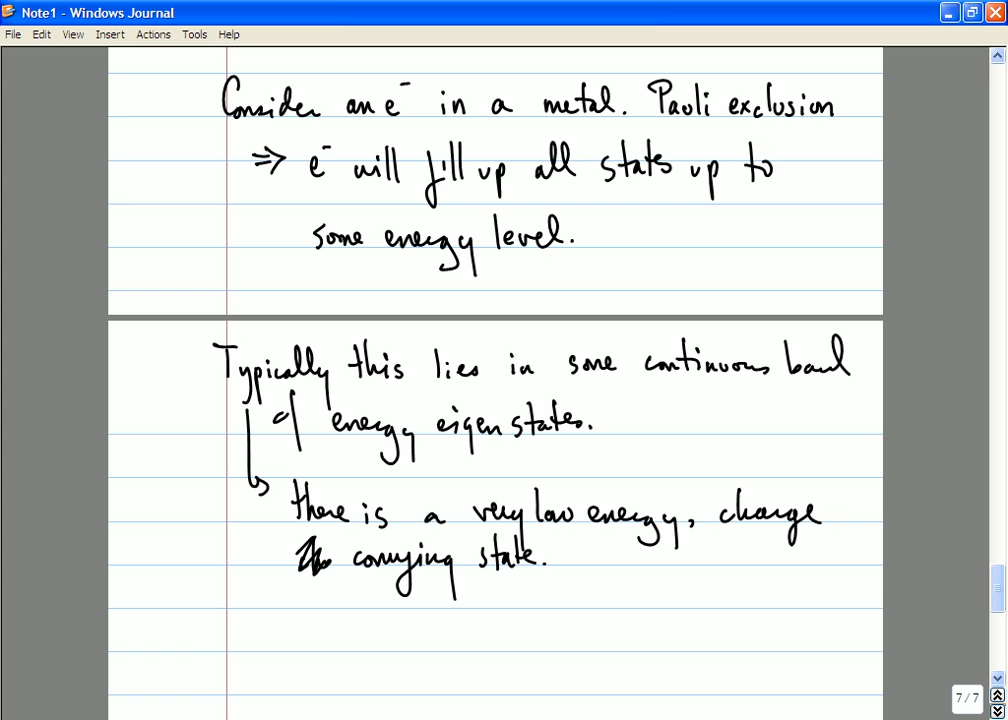 Note1 - Windows Journal
File Edit View Insert Actions Tools Help
Consider an e⁻ in a metal. Pauli exclusion
⇒ e⁻ will fill up all states up to
some energy level.
Typically this lies in some continuous band
of energy eigenstates.
↳ there is a very low energy, charge
carrying state.
7/7